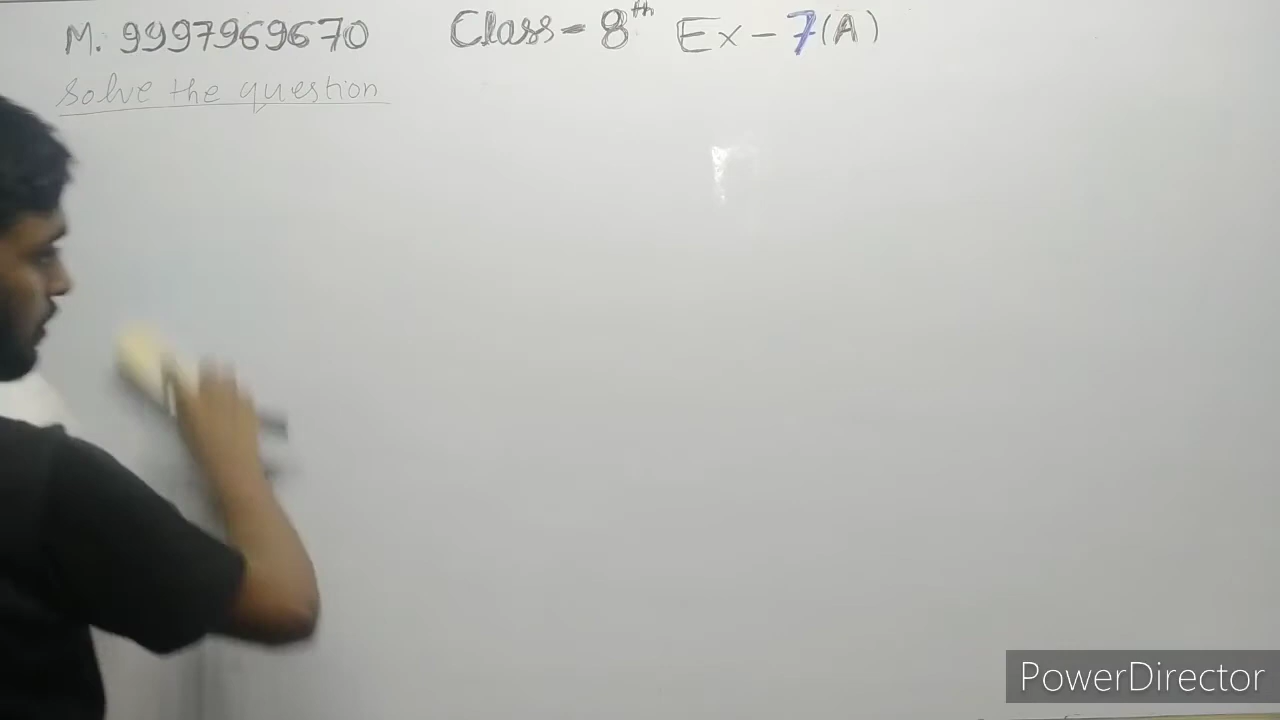 M. 9997969670 Class - 8th Ex - 7(A)
Solve the question
PowerDirector